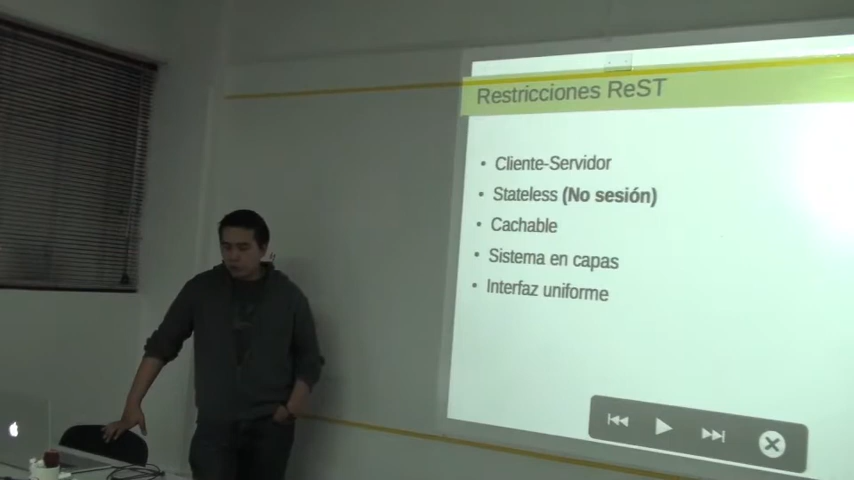 Restricciones ReST
• Cliente-Servidor
• Stateless (No sesión)
• Cachable
• Sistema en capas
• Interfaz uniforme